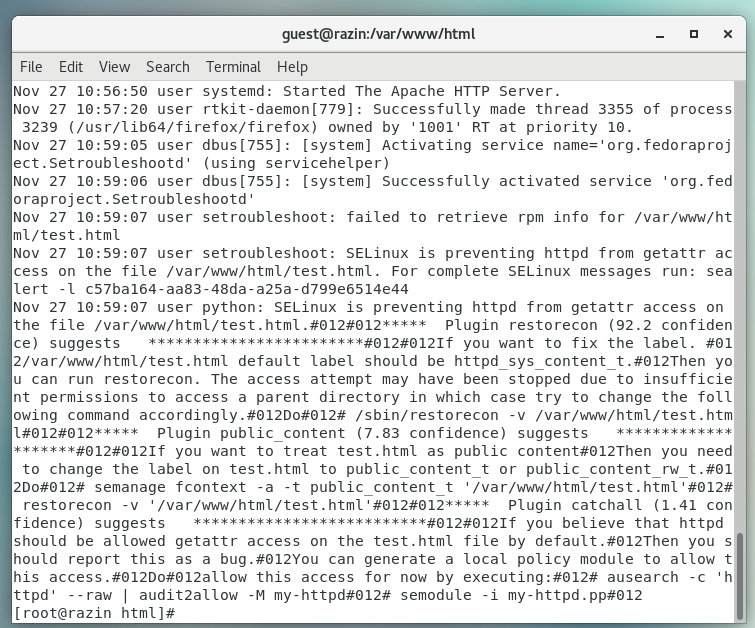 guest@razin:/var/www/html
File Edit View Search Terminal Help
Nov 27 10:56:50 user systemd: Started The Apache HTTP Server.
Nov 27 10:57:20 user rtkit-daemon[779]: Successfully made thread 3355 of process
 3239 (/usr/lib64/firefox/firefox) owned by '1001' RT at priority 10.
Nov 27 10:59:05 user dbus[755]: [system] Activating service name='org.fedoraproj
ect.Setroubleshootd' (using servicehelper)
Nov 27 10:59:06 user dbus[755]: [system] Successfully activated service 'org.fed
oraproject.Setroubleshootd'
Nov 27 10:59:07 user setroubleshoot: failed to retrieve rpm info for /var/www/ht
ml/test.html
Nov 27 10:59:07 user setroubleshoot: SELinux is preventing httpd from getattr ac
cess on the file /var/www/html/test.html. For complete SELinux messages run: sea
lert -l c57ba164-aa83-48da-a25a-d799e6514e44
Nov 27 10:59:07 user python: SELinux is preventing httpd from getattr access on
the file /var/www/html/test.html.#012#012*****  Plugin restorecon (92.2 confiden
ce) suggests   ************************#012#012If you want to fix the label. #01
2/var/www/html/test.html default label should be httpd_sys_content_t.#012Then yo
u can run restorecon. The access attempt may have been stopped due to insufficie
nt permissions to access a parent directory in which case try to change the foll
owing command accordingly.#012Do#012# /sbin/restorecon -v /var/www/html/test.htm
l#012#012*****  Plugin public_content (7.83 confidence) suggests   *************
*******#012#012If you want to treat test.html as public content#012Then you need
 to change the label on test.html to public_content_t or public_content_rw_t.#01
2Do#012# semanage fcontext -a -t public_content_t '/var/www/html/test.html'#012#
 restorecon -v '/var/www/html/test.html'#012#012*****  Plugin catchall (1.41 con
fidence) suggests   **************************#012#012If you believe that httpd
should be allowed getattr access on the test.html file by default.#012Then you s
hould report this as a bug.#012You can generate a local policy module to allow t
his access.#012Do#012allow this access for now by executing:#012# ausearch -c 'h
ttpd' --raw | audit2allow -M my-httpd#012# semodule -i my-httpd.pp#012
[root@razin html]#